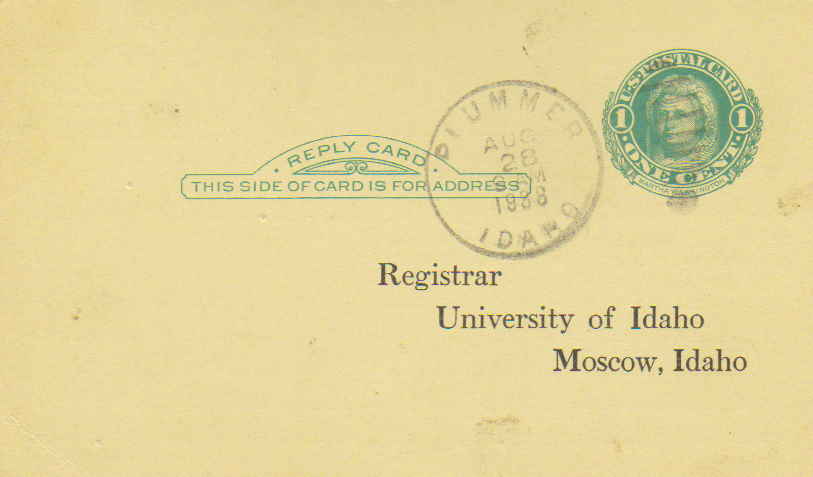 U·S·POSTAL CARD
1 1
·ONE CENT·
MARTHA WASHINGTON
PLUMMER
AUG
28
M
IDAHO
· REPLY CARD ·
THIS SIDE OF CARD IS FOR ADDRESS
Registrar
University of Idaho
Moscow, Idaho